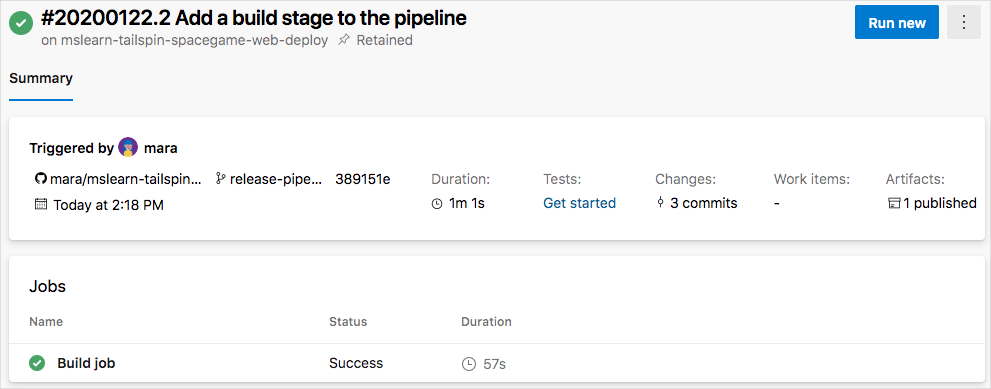 #20200122.2 Add a build stage to the pipeline
on mslearn-tailspin-spacegame-web-deploy Retained
Run new
Summary
Triggered by mara
mara/mslearn-tailspin... release-pipe... 389151e
Today at 2:18 PM
Duration: Tests: Changes: Work items: Artifacts:
1m 1s Get started 3 commits - 1 published
Jobs
Name Status Duration
Build job Success 57s